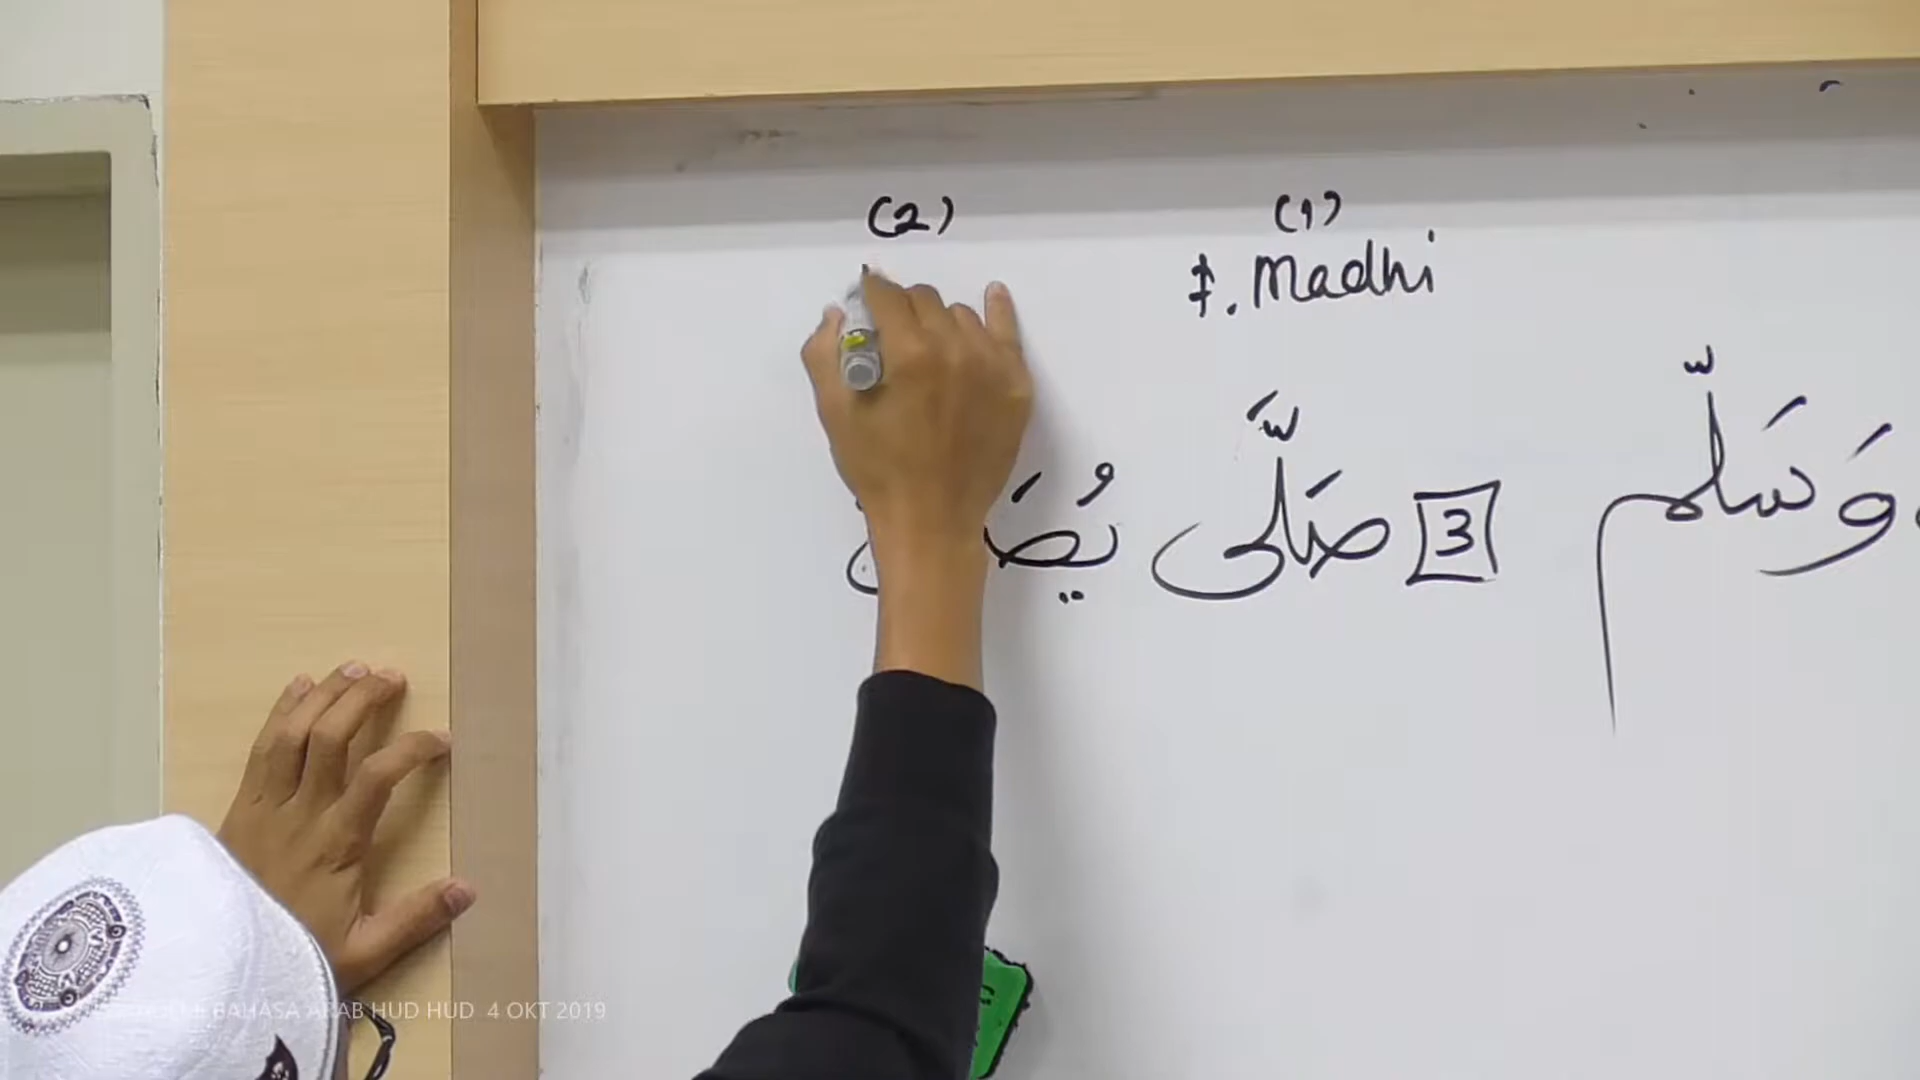 (2) (1)
F. Madhi
وَسَلّم
3 صَلَّى يُصَ
BAHASA ARAB HUD HUD 4 OKT 2019